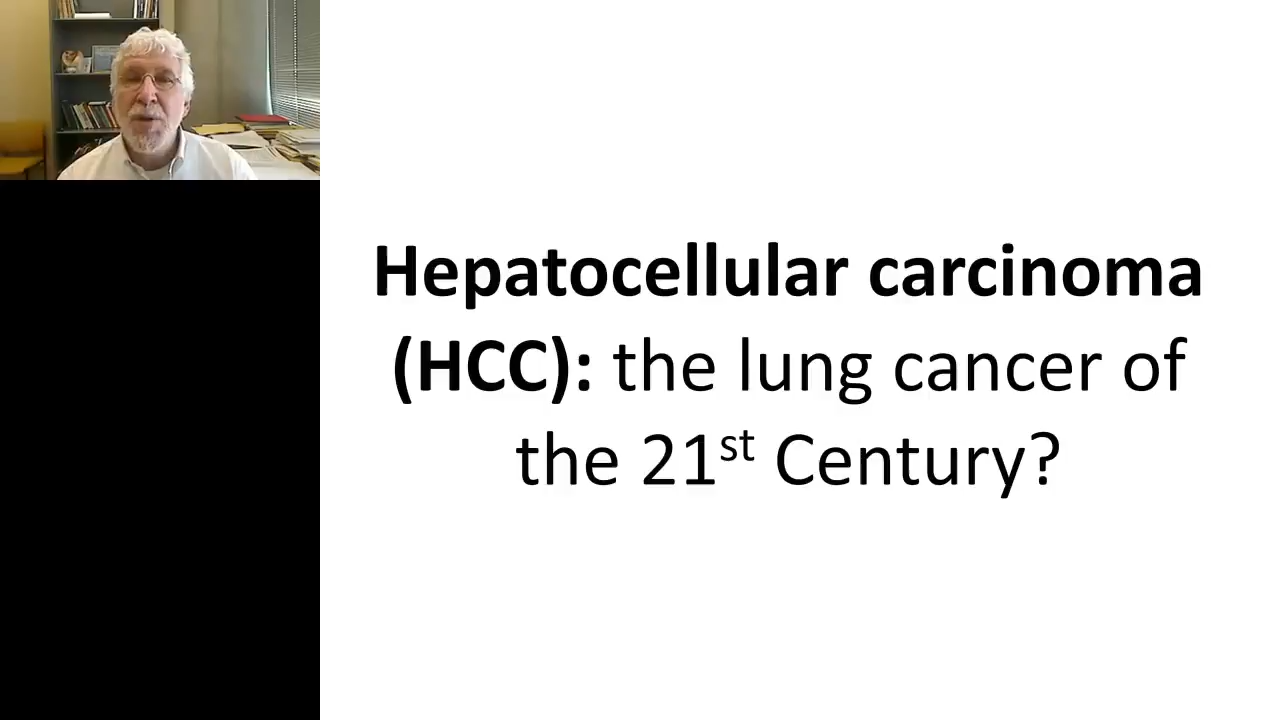 Hepatocellular carcinoma
(HCC): the lung cancer of
the 21st Century?